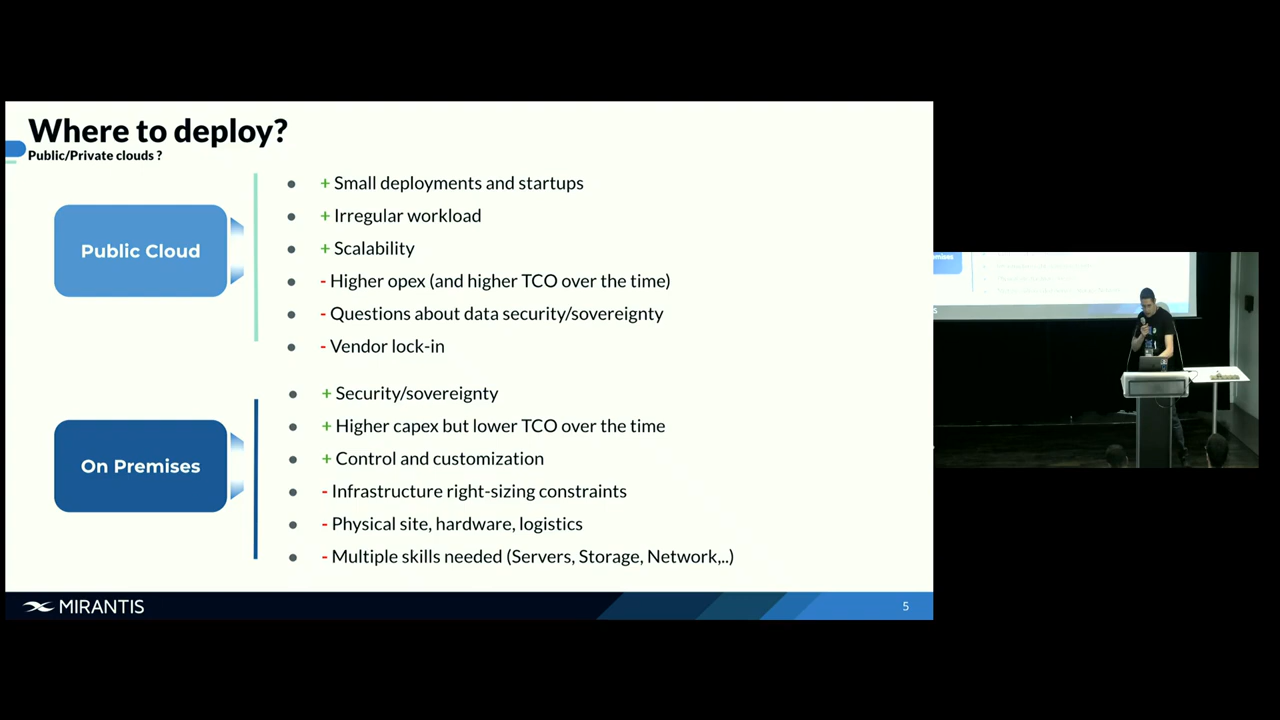 Where to deploy?
Public/Private clouds ?
Public Cloud
+ Small deployments and startups
+ Irregular workload
+ Scalability
- Higher opex (and higher TCO over the time)
- Questions about data security/sovereignty
- Vendor lock-in
On Premises
+ Security/sovereignty
+ Higher capex but lower TCO over the time
+ Control and customization
- Infrastructure right-sizing constraints
- Physical site, hardware, logistics
- Multiple skills needed (Servers, Storage, Network,..)
MIRANTIS
5